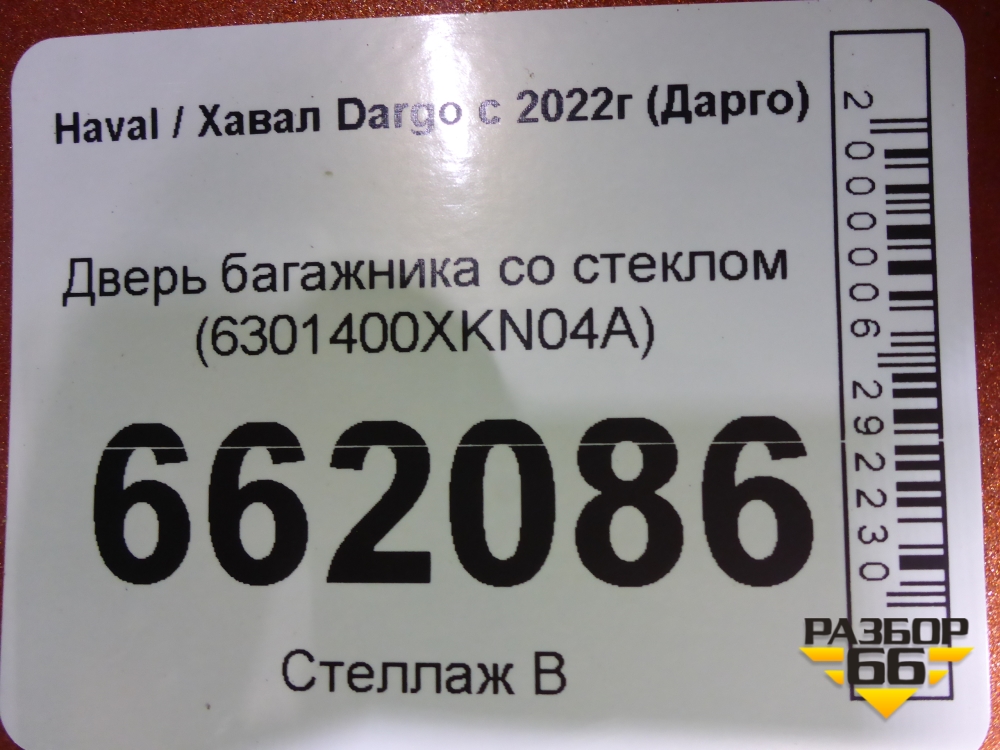 Haval / Хавал Dargo с 2022г (Дарго)
Дверь багажника со стеклом
(6301400XKN04A)
662086
Стеллаж В
2000006292230
РАЗБОР
66